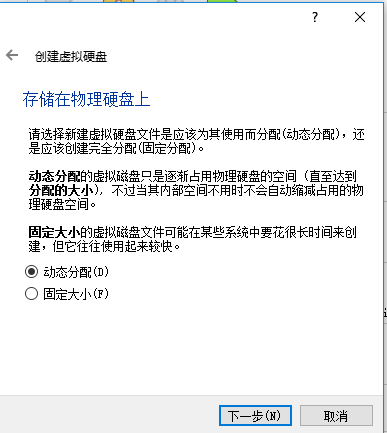 ?
创建虚拟硬盘
存储在物理硬盘上
请选择新建虚拟硬盘文件是应该为其使用而分配(动态分配)，还
是应该创建完全分配(固定分配)。
动态分配的虚拟磁盘只是逐渐占用物理硬盘的空间（直至达到
分配的大小），不过当其内部空间不用时不会自动缩减占用的物
理硬盘空间。
固定大小的虚拟磁盘文件可能在某些系统中要花很长时间来创
建，但它往往使用起来较快。
动态分配(D)
固定大小(F)
下一步(N)
取消